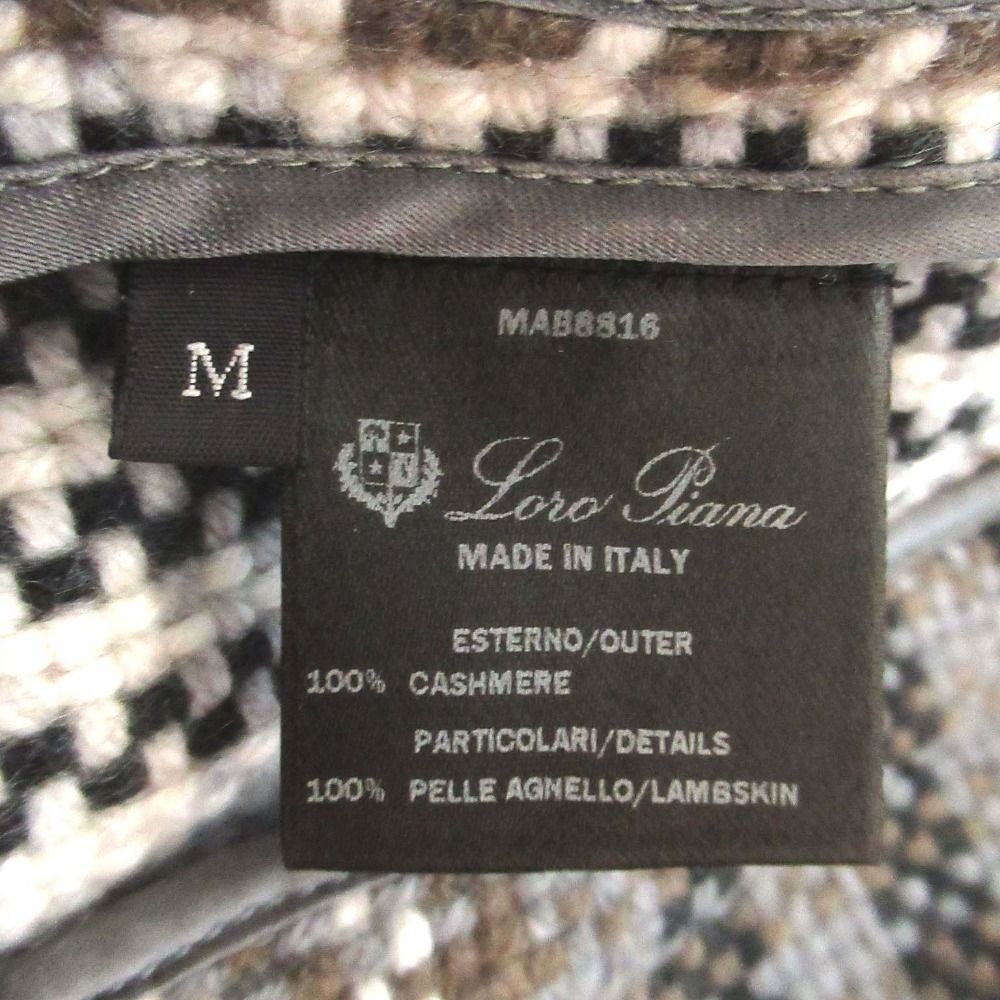 M
MAB8816
Loro Piana
MADE IN ITALY
ESTERNO/OUTER
100% CASHMERE
PARTICOLARI/DETAILS
100% PELLE AGNELLO/LAMBSKIN